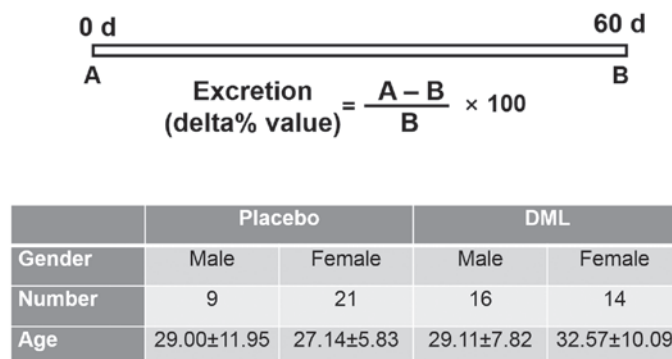 0 d 60 d
A B
Excretion (delta% value) = A – B / B × 100
Placebo DML
Gender Male Female Male Female
Number 9 21 16 14
Age 29.00±11.95 27.14±5.83 29.11±7.82 32.57±10.09